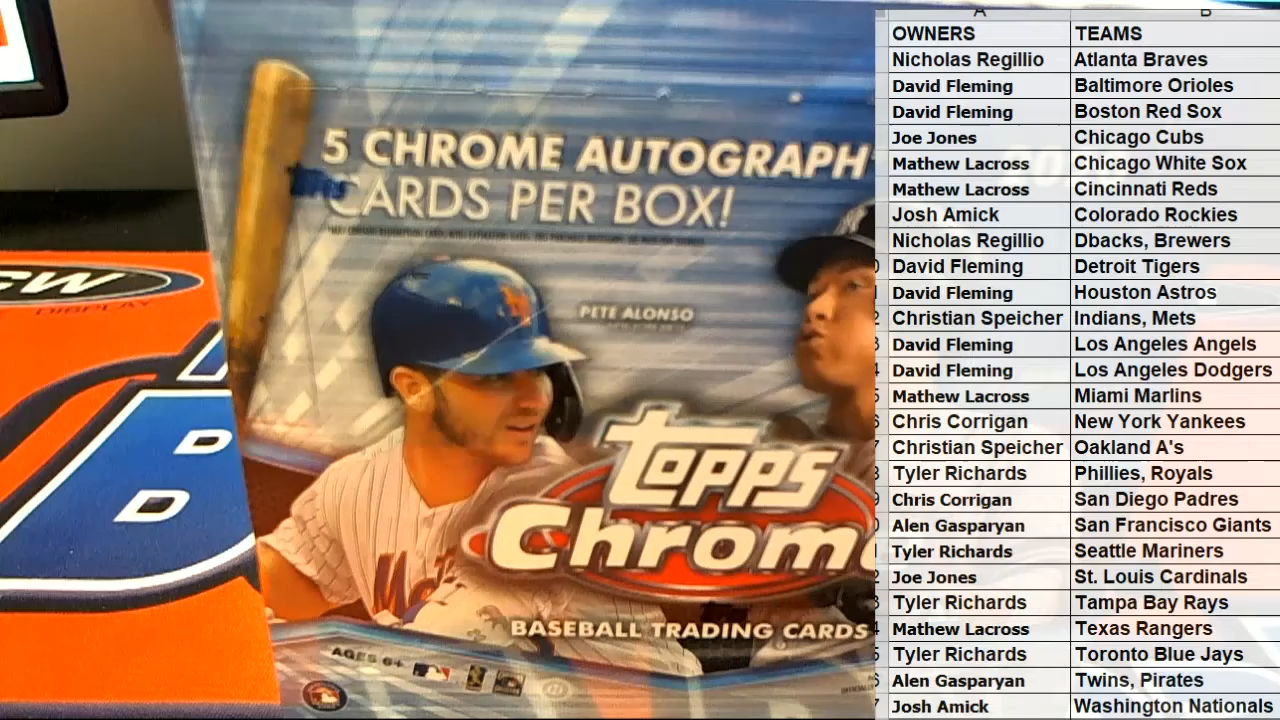 5 CHROME AUTOGRAPH
CARDS PER BOX!
PETE ALONSO
Mets
TOPPS
Chrome
BASEBALL TRADING CARDS
AGES 6+
CW
DISPLAY
D
D
A B
OWNERS TEAMS
Nicholas Regillio Atlanta Braves
David Fleming Baltimore Orioles
David Fleming Boston Red Sox
Joe Jones Chicago Cubs
Mathew Lacross Chicago White Sox
Mathew Lacross Cincinnati Reds
Josh Amick Colorado Rockies
Nicholas Regillio Dbacks, Brewers
David Fleming Detroit Tigers
David Fleming Houston Astros
Christian Speicher Indians, Mets
David Fleming Los Angeles Angels
David Fleming Los Angeles Dodgers
Mathew Lacross Miami Marlins
Chris Corrigan New York Yankees
Christian Speicher Oakland A's
Tyler Richards Phillies, Royals
Chris Corrigan San Diego Padres
Alen Gasparyan San Francisco Giants
Tyler Richards Seattle Mariners
Joe Jones St. Louis Cardinals
Tyler Richards Tampa Bay Rays
Mathew Lacross Texas Rangers
Tyler Richards Toronto Blue Jays
Alen Gasparyan Twins, Pirates
Josh Amick Washington Nationals